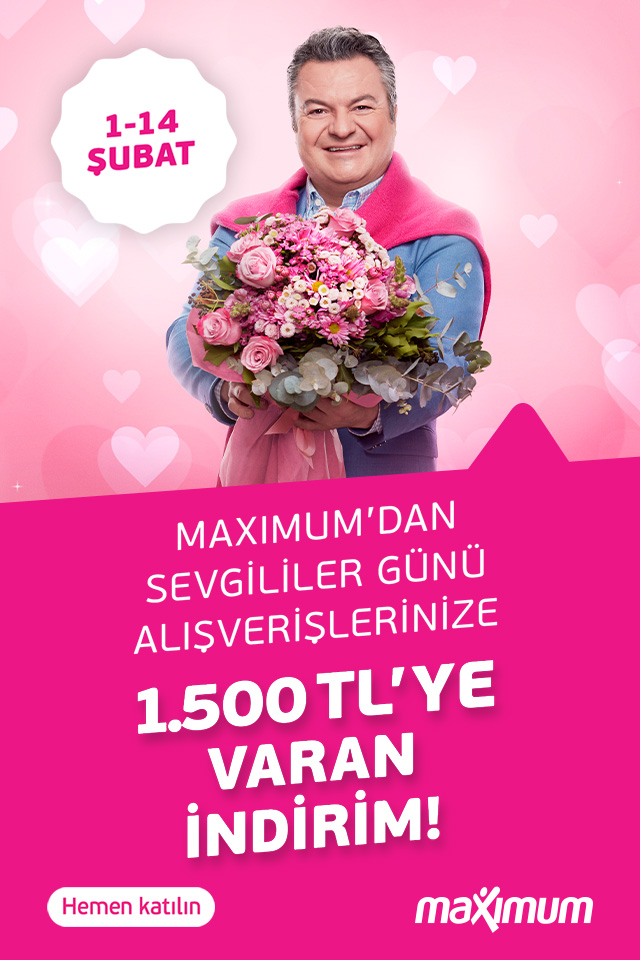 1-14
ŞUBAT
MAXIMUM'DAN
SEVGİLİLER GÜNÜ
ALIŞVERİŞLERİNİZE
1.500 TL'YE
VARAN
İNDİRİM!
Hemen katılın
maximum